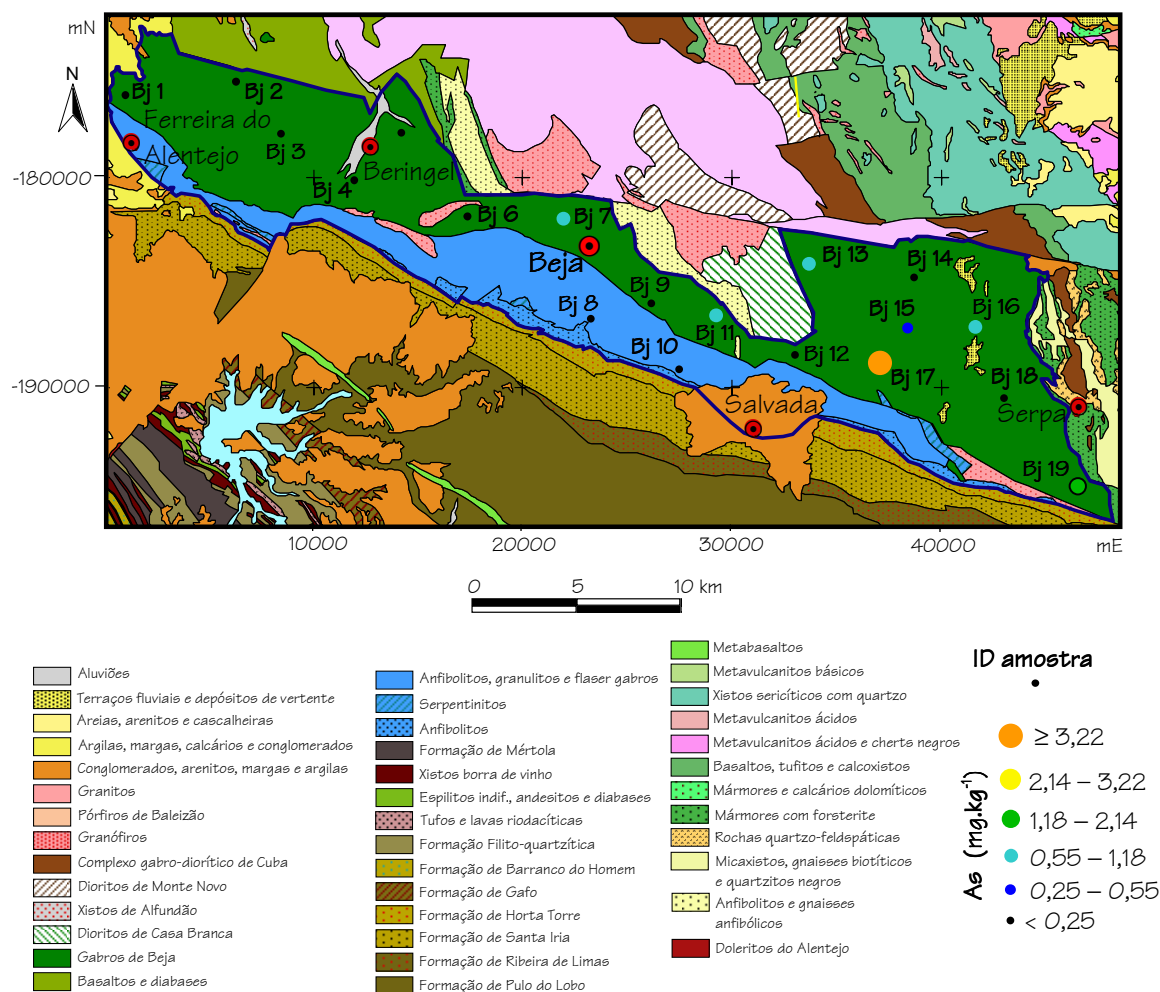 mN
N
Bj 1
Bj 2
Ferreira do
Alentejo
Bj 3
Beringel
-180000
Bj 4
Bj 6
Bj 7
Beja
Bj 13
Bj 14
Bj 9
Bj 8
Bj 15
Bj 16
Bj 11
Bj 10
Bj 12
Bj 17
Bj 18
-190000
Salvada
Serpa
Bj 19
10000
20000
30000
40000
mE
0
5
10 km
Aluviões
Terraços fluviais e depósitos de vertente
Areias, arenitos e cascalheiras
Argilas, margas, calcários e conglomerados
Conglomerados, arenitos, margas e argilas
Granitos
Pórfiros de Baleizão
Granófiros
Complexo gabro-diorítico de Cuba
Dioritos de Monte Novo
Xistos de Alfundão
Dioritos de Casa Branca
Gabros de Beja
Basaltos e diabases
Anfibolitos, granulitos e flaser gabros
Serpentinitos
Anfibolitos
Formação de Mértola
Xistos borra de vinho
Espilitos indif., andesitos e diabases
Tufos e lavas riodacíticas
Formação Filito-quartzítica
Formação de Barranco do Homem
Formação de Gafo
Formação de Horta Torre
Formação de Santa Iria
Formação de Ribeira de Limas
Formação de Pulo do Lobo
Metabasaltos
Metavulcanitos básicos
Xistos sericíticos com quartzo
Metavulcanitos ácidos
Metavulcanitos ácidos e cherts negros
Basaltos, tufitos e calcoxistos
Mármores e calcários dolomíticos
Mármores com forsterite
Rochas quartzo-feldspáticas
Micaxistos, gnaisses biotíticos
e quartzitos negros
Anfibolitos e gnaisses
anfibólicos
Doleritos do Alentejo
ID amostra
As (mg.kg-1)
≥ 3,22
2,14 – 3,22
1,18 – 2,14
0,55 – 1,18
0,25 – 0,55
< 0,25